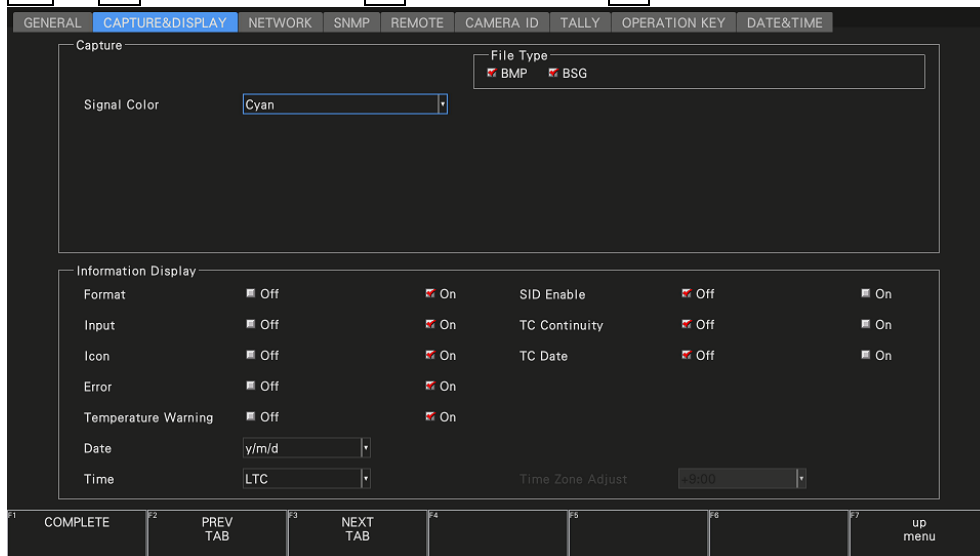 GENERAL CAPTURE&DISPLAY NETWORK SNMP REMOTE CAMERA ID TALLY OPERATION KEY DATE&TIME
Capture
File Type
BMP BSG
Signal Color Cyan
Information Display
Format Off On SID Enable Off On
Input Off On TC Continuity Off On
Icon Off On TC Date Off On
Error Off On
Temperature Warning Off On
Date y/m/d
Time LTC Time Zone Adjust +9:00
F1 COMPLETE F2 PREV TAB F3 NEXT TAB F4 F5 F6 F7 up menu